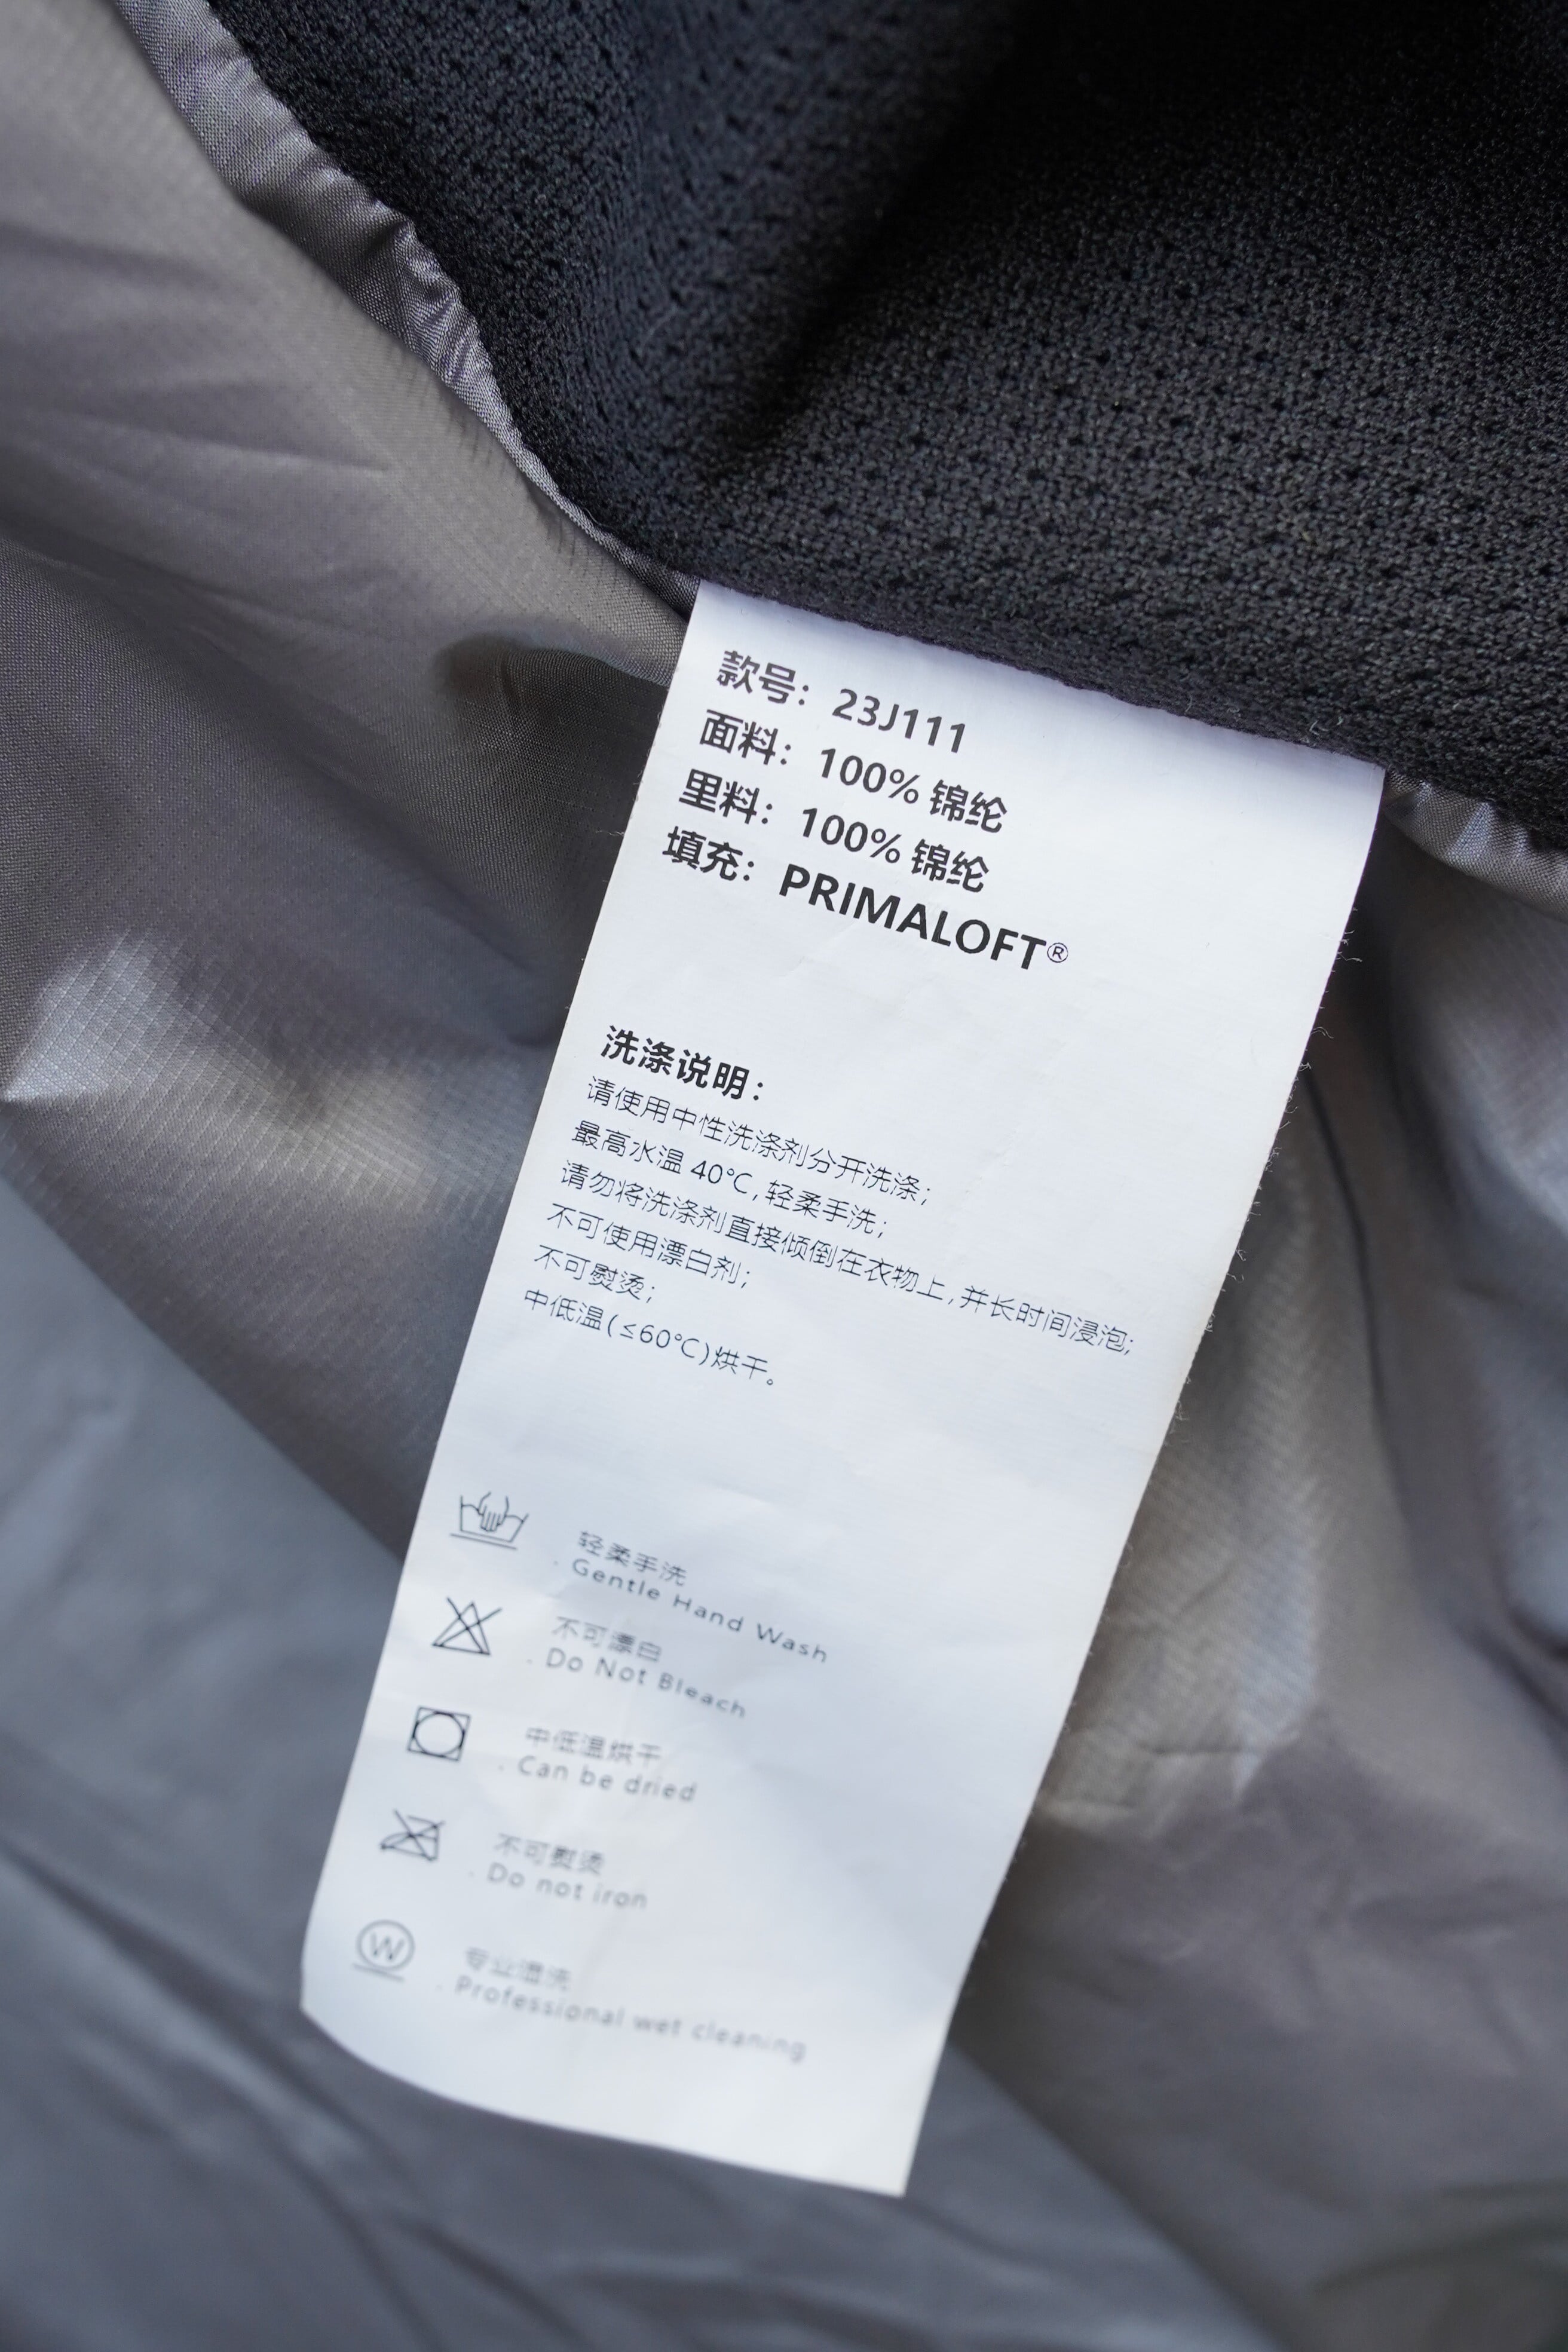 款号：23J111
面料：100% 锦纶
里料：100% 锦纶
填充：PRIMALOFT®
洗涤说明：
请使用中性洗涤剂分开洗涤；
最高水温 40℃，轻柔手洗；
请勿将洗涤剂直接倾倒在衣物上，并长时间浸泡；
不可使用漂白剂；
不可熨烫；
中低温(≤60℃)烘干。
轻柔手洗
. Gentle Hand Wash
不可漂白
. Do Not Bleach
中低温烘干
. Can be dried
不可熨烫
. Do not iron
W
专业湿洗
. Professional wet cleaning